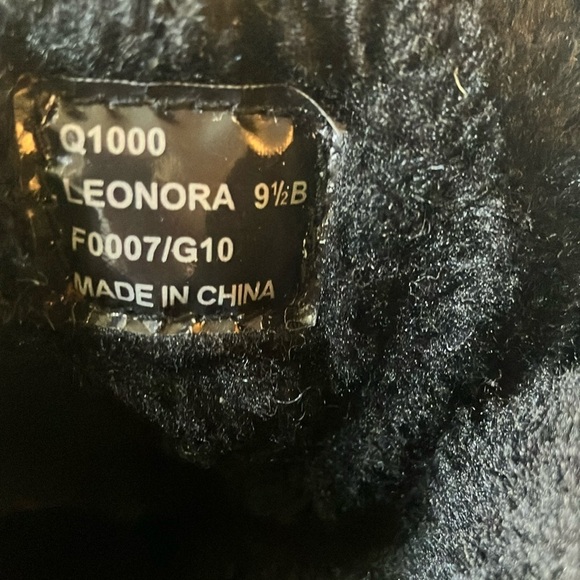 Q1000
LEONORA 9½B
F0007/G10
MADE IN CHINA